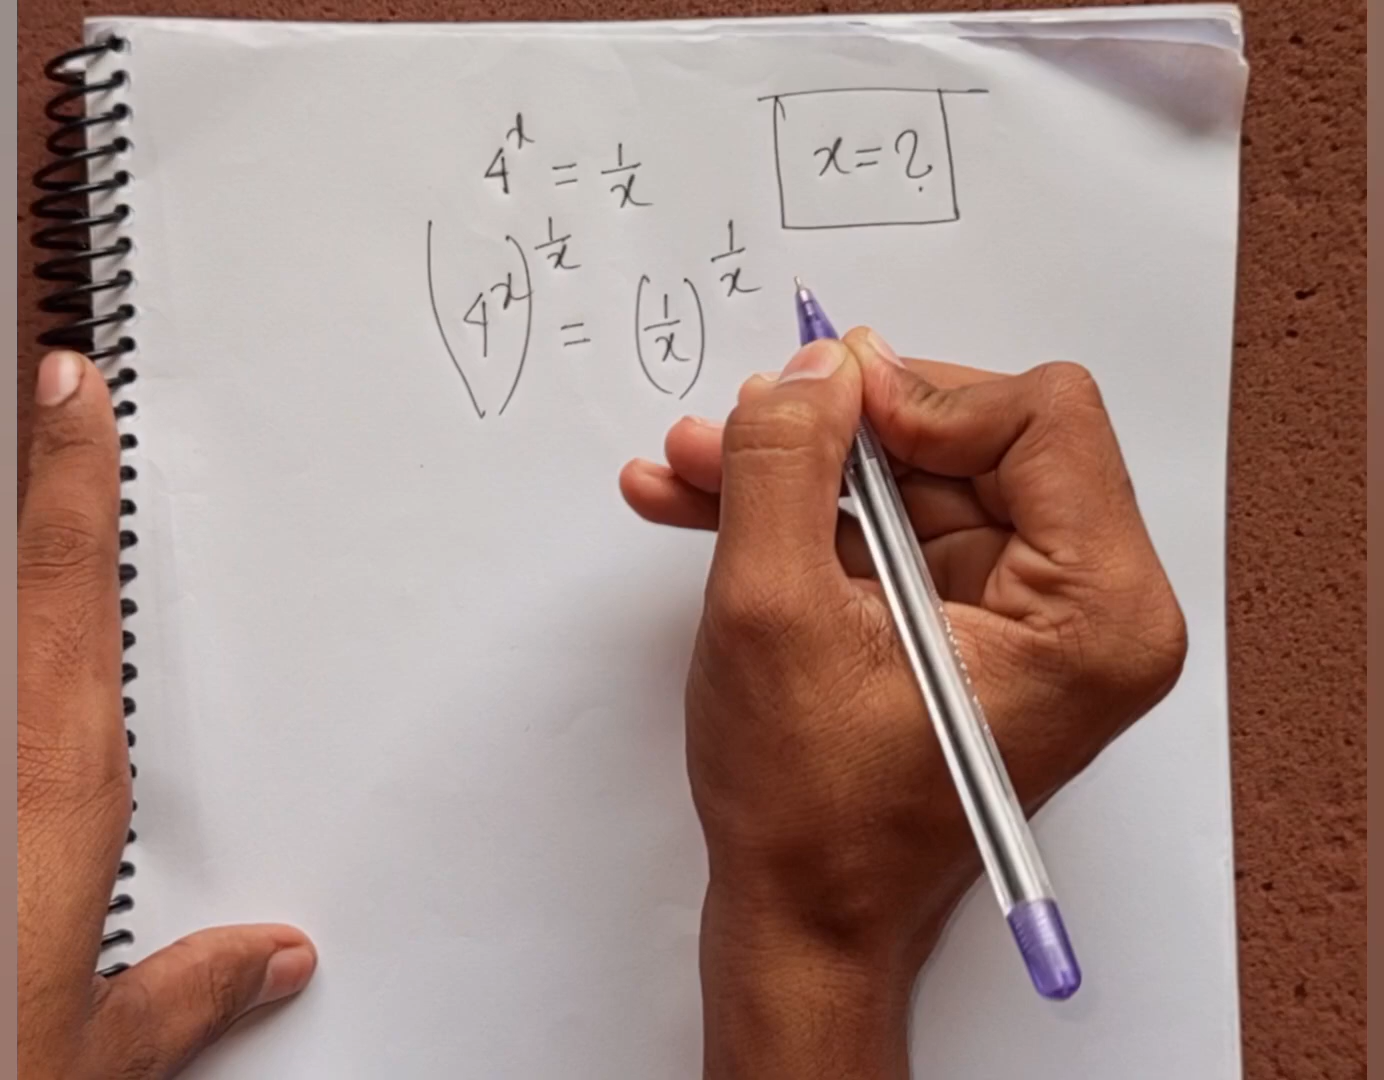 4^x = 1/x
x = ?
(4^x)^(1/x) = (1/x)^(1/x)